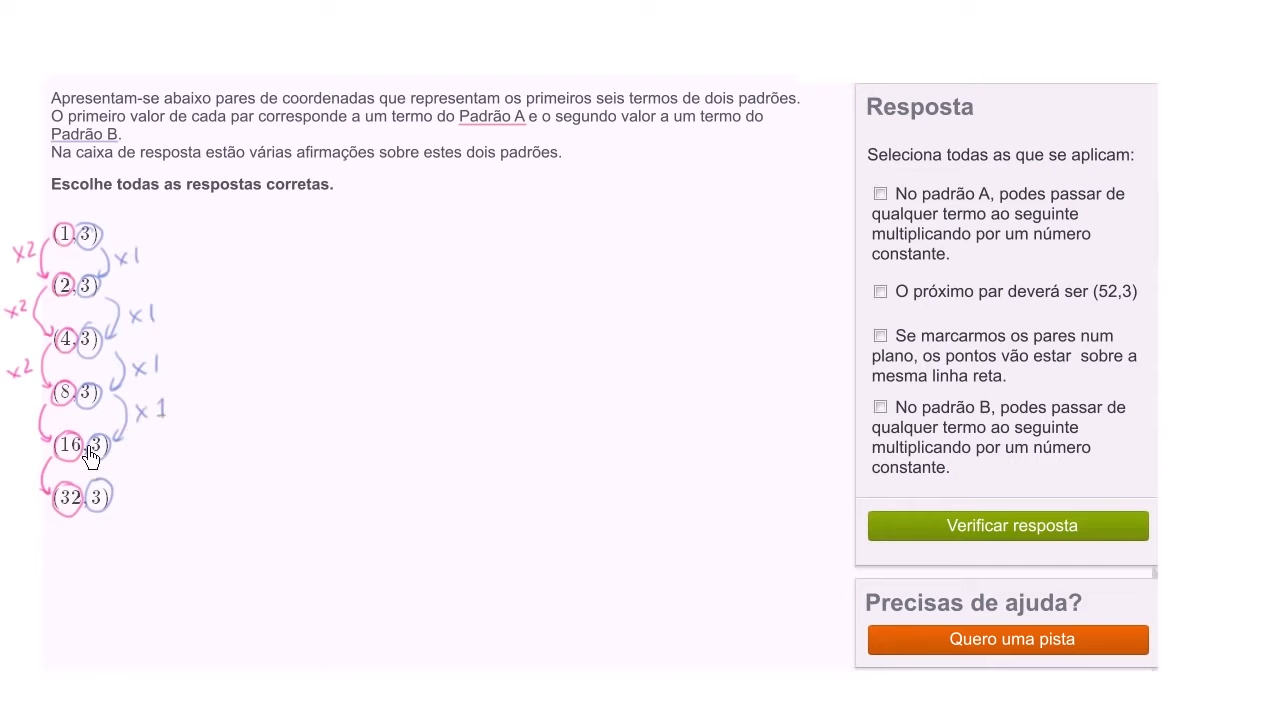 Apresentam-se abaixo pares de coordenadas que representam os primeiros seis termos de dois padrões.
O primeiro valor de cada par corresponde a um termo do Padrão A e o segundo valor a um termo do
Padrão B.
Na caixa de resposta estão várias afirmações sobre estes dois padrões.
Escolhe todas as respostas corretas.
(1,3)
x2
x1
(2,3)
x2
x1
(4,3)
x2
x1
(8,3)
x1
(16,3)
(32,3)
Resposta
Seleciona todas as que se aplicam:
No padrão A, podes passar de
qualquer termo ao seguinte
multiplicando por um número
constante.
O próximo par deverá ser (52,3)
Se marcarmos os pares num
plano, os pontos vão estar sobre a
mesma linha reta.
No padrão B, podes passar de
qualquer termo ao seguinte
multiplicando por um número
constante.
Verificar resposta
Precisas de ajuda?
Quero uma pista